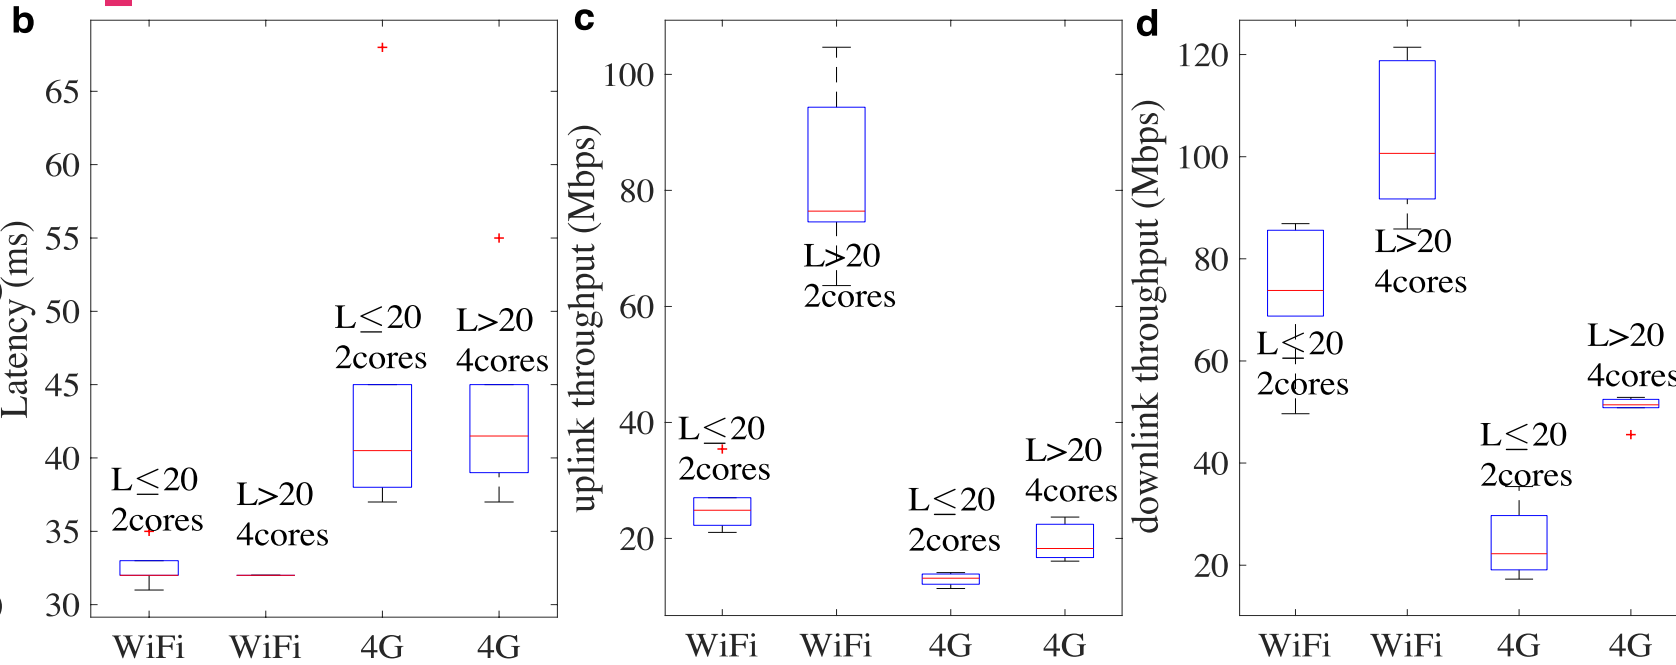 b
Latency (ms)
65
60
55
50
45
40
35
30
L≤20
2cores
L>20
4cores
L≤20
2cores
L>20
4cores
WiFi
WiFi
4G
4G
c
uplink throughput (Mbps)
100
80
60
40
20
L≤20
2cores
L>20
2cores
L≤20
2cores
L>20
4cores
WiFi
WiFi
4G
4G
d
downlink throughput (Mbps)
120
100
80
60
40
20
L≤20
2cores
L>20
4cores
L≤20
2cores
L>20
4cores
WiFi
WiFi
4G
4G